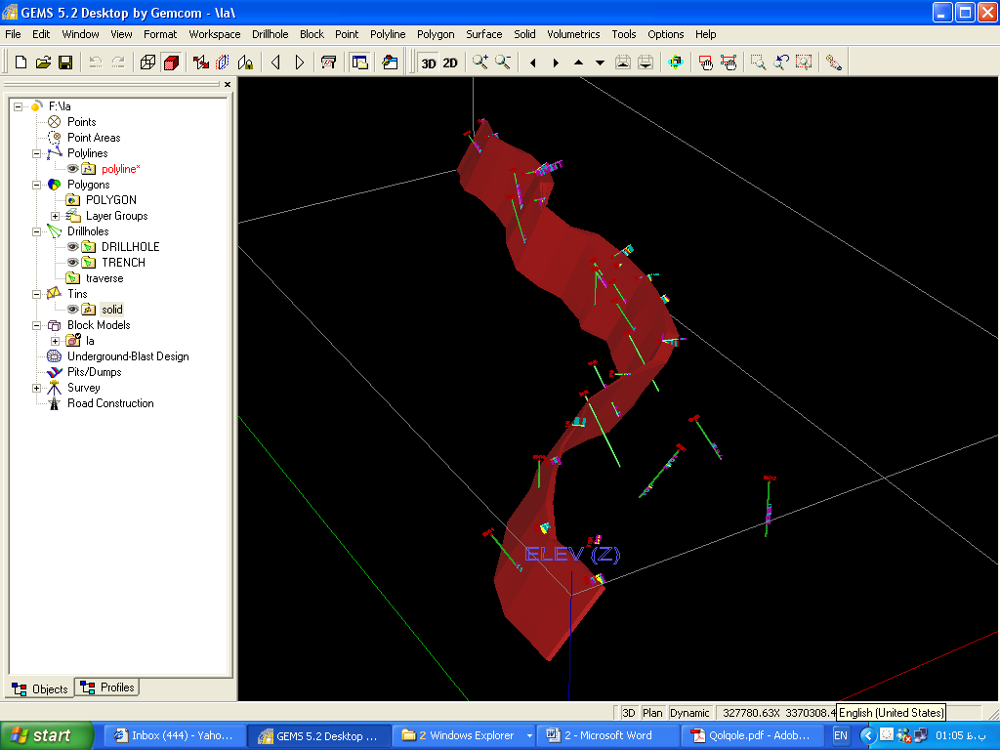 GEMS 5.2 Desktop by Gemcom - \la\
File Edit Window View Format Workspace Drillhole Block Point Polyline Polygon Surface Solid Volumetrics Tools Options Help
3D 2D
F:\la
Points
Point Areas
Polylines
polyline*
Polygons
POLYGON
Layer Groups
Drillholes
DRILLHOLE
TRENCH
traverse
Tins
solid
Block Models
la
Underground-Blast Design
Pits/Dumps
Survey
Road Construction
ELEV (Z)
Objects Profiles
3D Plan Dynamic 327780.63X 3370308.4
English (United States)
start Inbox (444) - Yaho... GEMS 5.2 Desktop ... 2 Windows Explorer 2 - Microsoft Word Qolqole.pdf - Adob... EN 01:05 ب.ظ